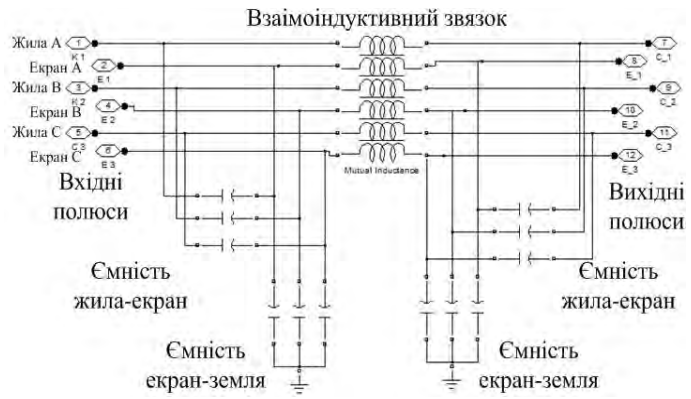 Взаімоіндуктивний звязок
Жила А 1 K 1
Екран А 2 E 1
Жила В 3 K 2
Екран В 4 E 2
Жила С 5 C 3
Екран С 6 E 3
7 C_1
8 E_1
9 C_2
10 E_2
11 C_3
12 E_3
Mutual Inductance
Вхідні
полюси
Вихідні
полюси
Ємність
жила-екран
Ємність
жила-екран
Ємність
екран-земля
Ємність
екран-земля